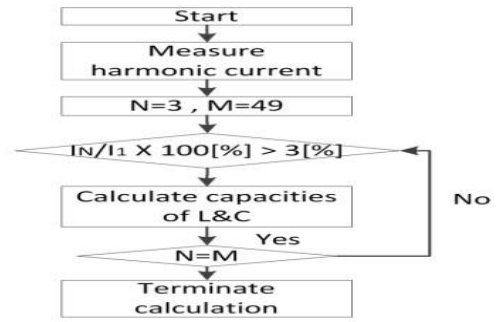 Start
Measure
harmonic current
N=3 , M=49
IN/I1 X 100[%] > 3[%]
Calculate capacities
of L&C
Yes
No
N=M
Terminate
calculation